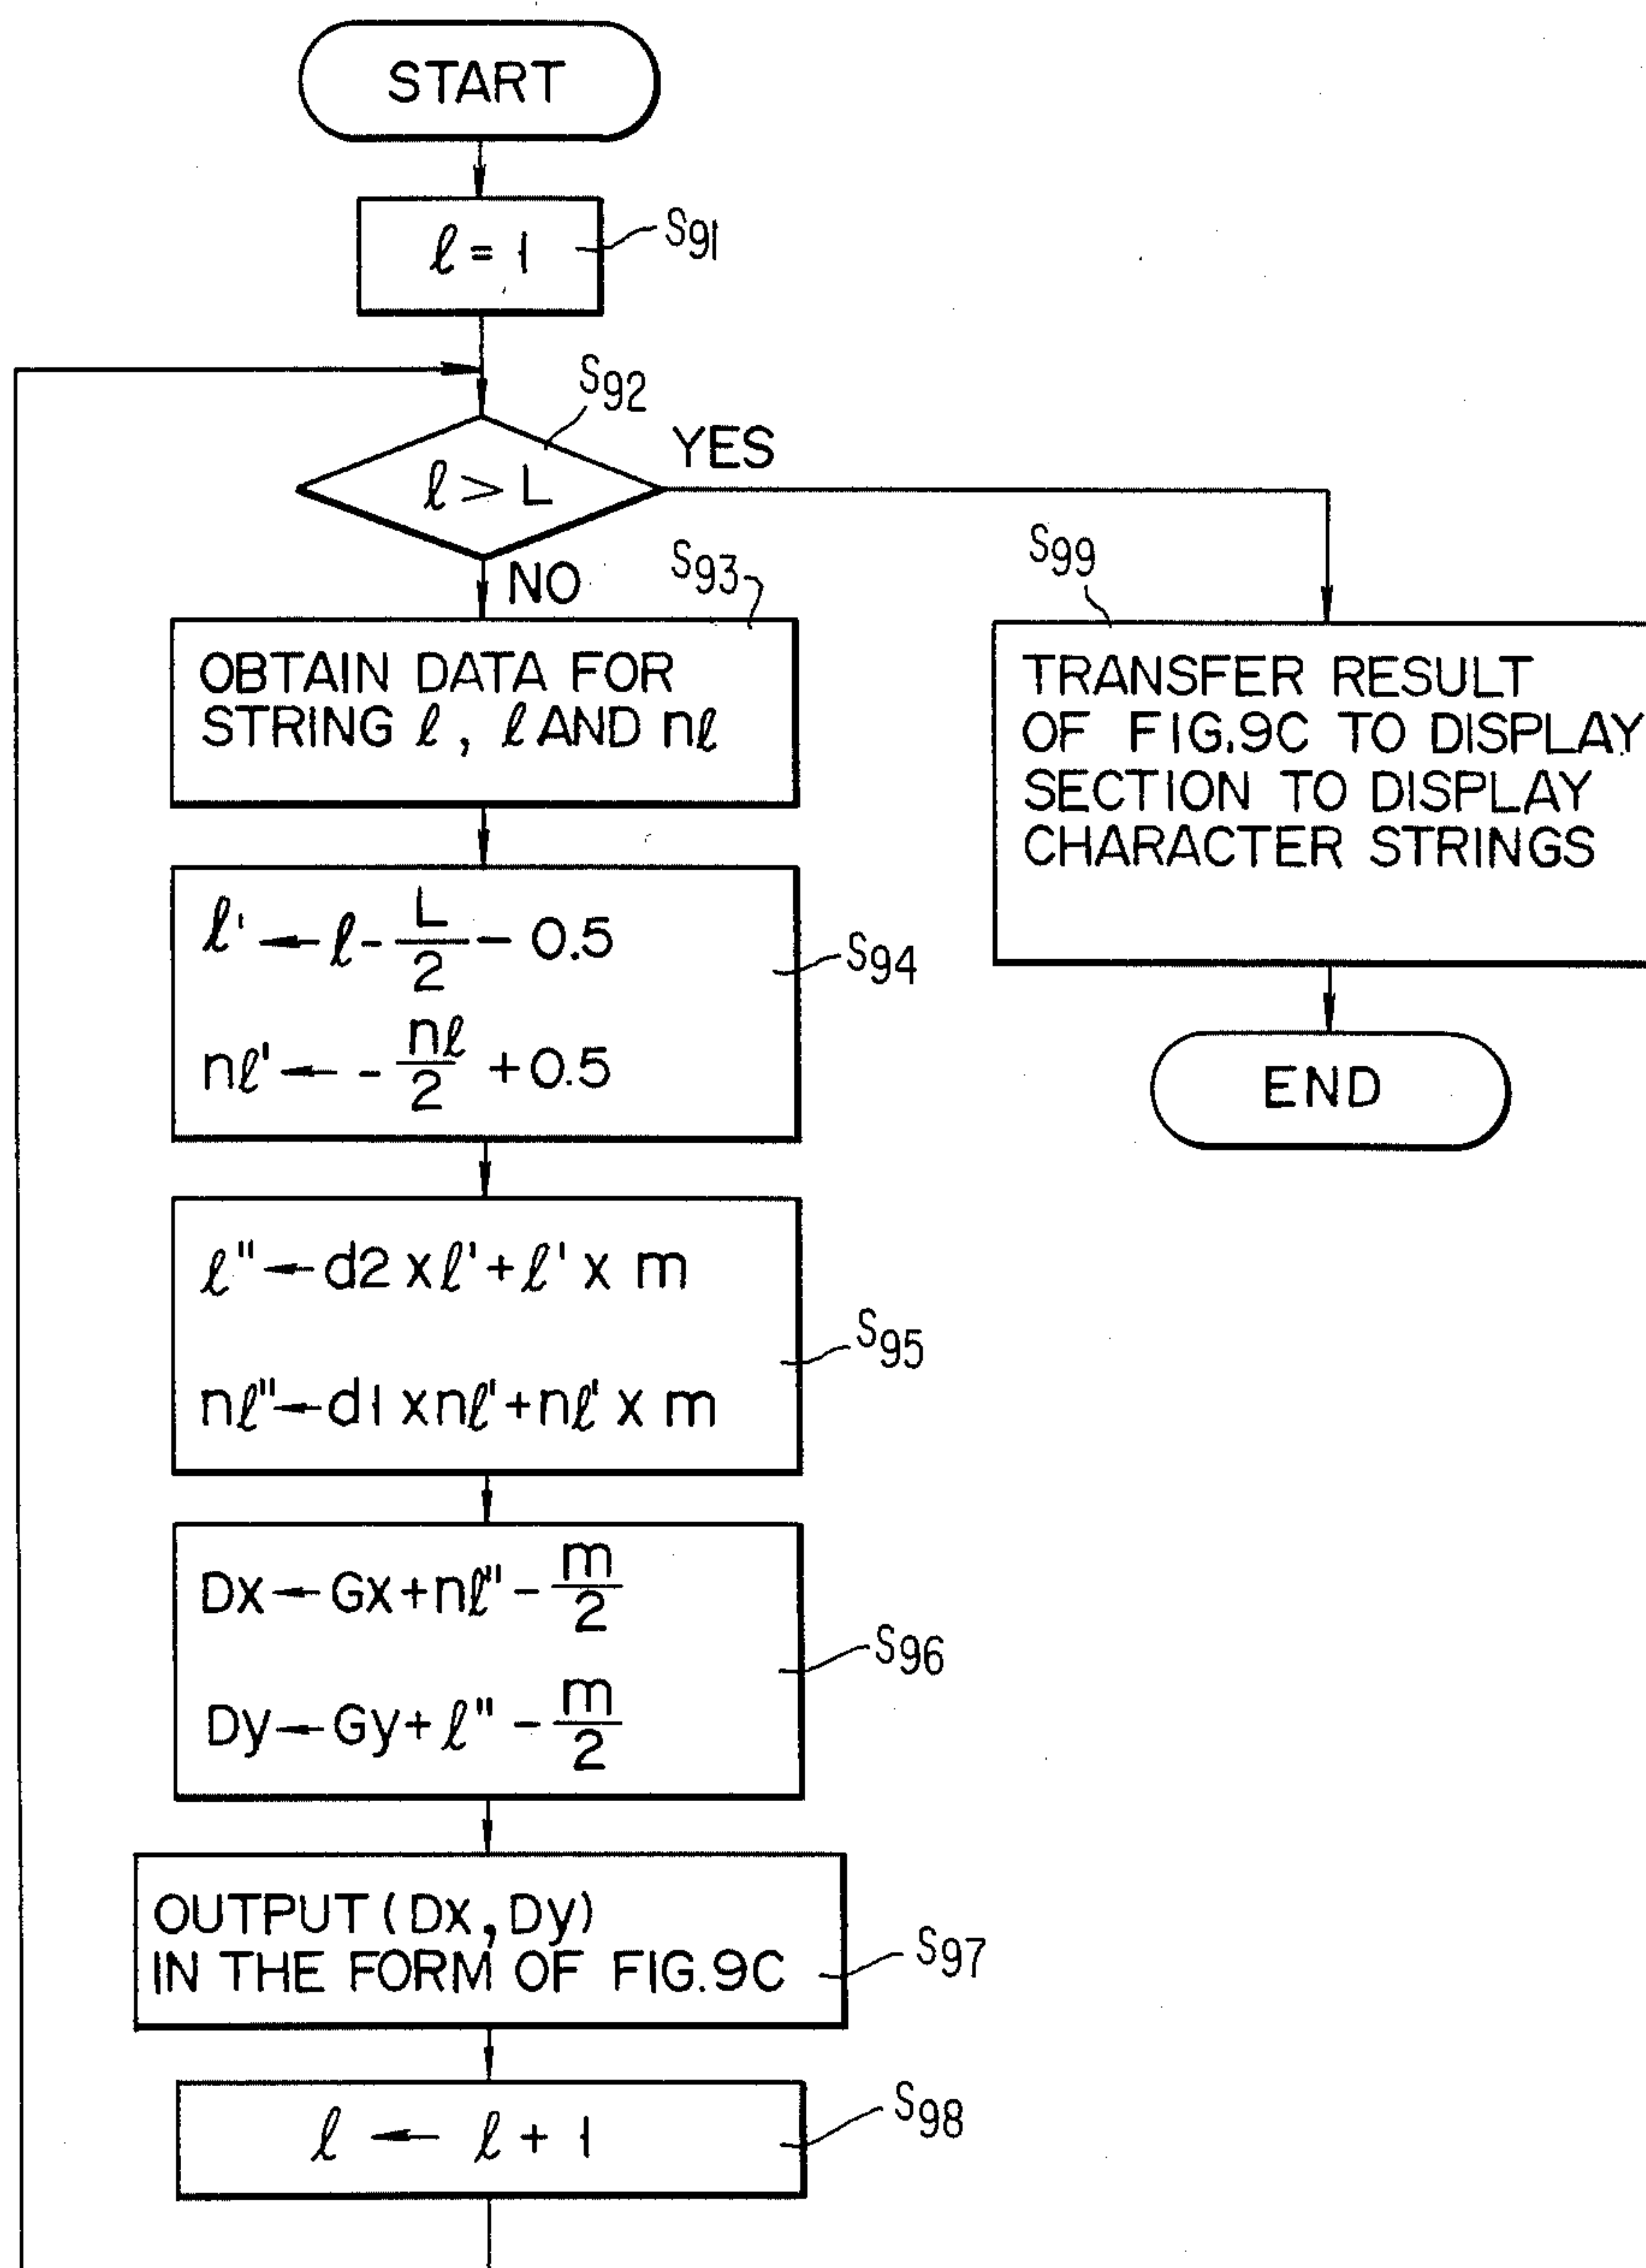 START
ℓ = 1
S91
S92
ℓ > L
YES
NO
S93
OBTAIN DATA FOR
STRING ℓ , ℓ AND nℓ
S99
TRANSFER RESULT
OF FIG.9C TO DISPLAY
SECTION TO DISPLAY
CHARACTER STRINGS
END
ℓ' ← ℓ - L/2 - 0.5
nℓ' ← - nℓ/2 + 0.5
S94
ℓ" ← d2 x ℓ' + ℓ' x m
nℓ" ← d1 x nℓ' + nℓ' x m
S95
Dx ← Gx + nℓ" - m/2
Dy ← Gy + ℓ" - m/2
S96
OUTPUT (Dx, Dy)
IN THE FORM OF FIG.9C
S97
ℓ ← ℓ + 1
S98